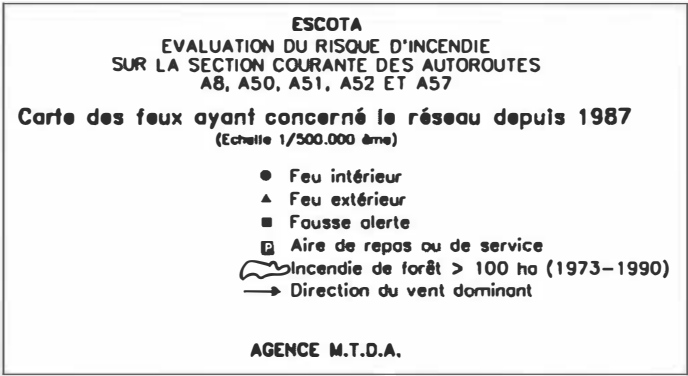 ESCOTA
EVALUATION DU RISQUE D'INCENDIE
SUR LA SECTION COURANTE DES AUTOROUTES
A8, A50, A51, A52 ET A57
Carte des feux ayant concerné le réseau depuis 1987
(Echelle 1/500.000 ème)
Feu intérieur
Feu extérieur
Fausse alerte
P Aire de repos ou de service
Incendie de forêt > 100 ha (1973-1990)
Direction du vent dominant
AGENCE M.T.D.A.